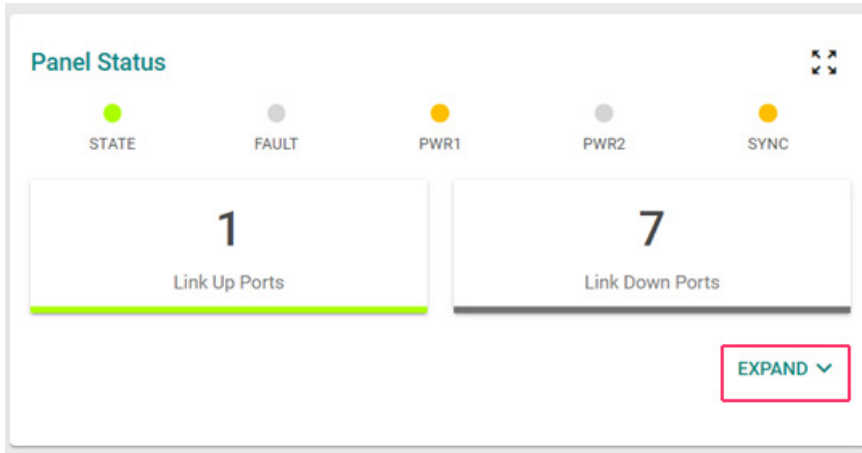 Panel Status
STATE FAULT PWR1 PWR2 SYNC
1 7
Link Up Ports Link Down Ports
EXPAND